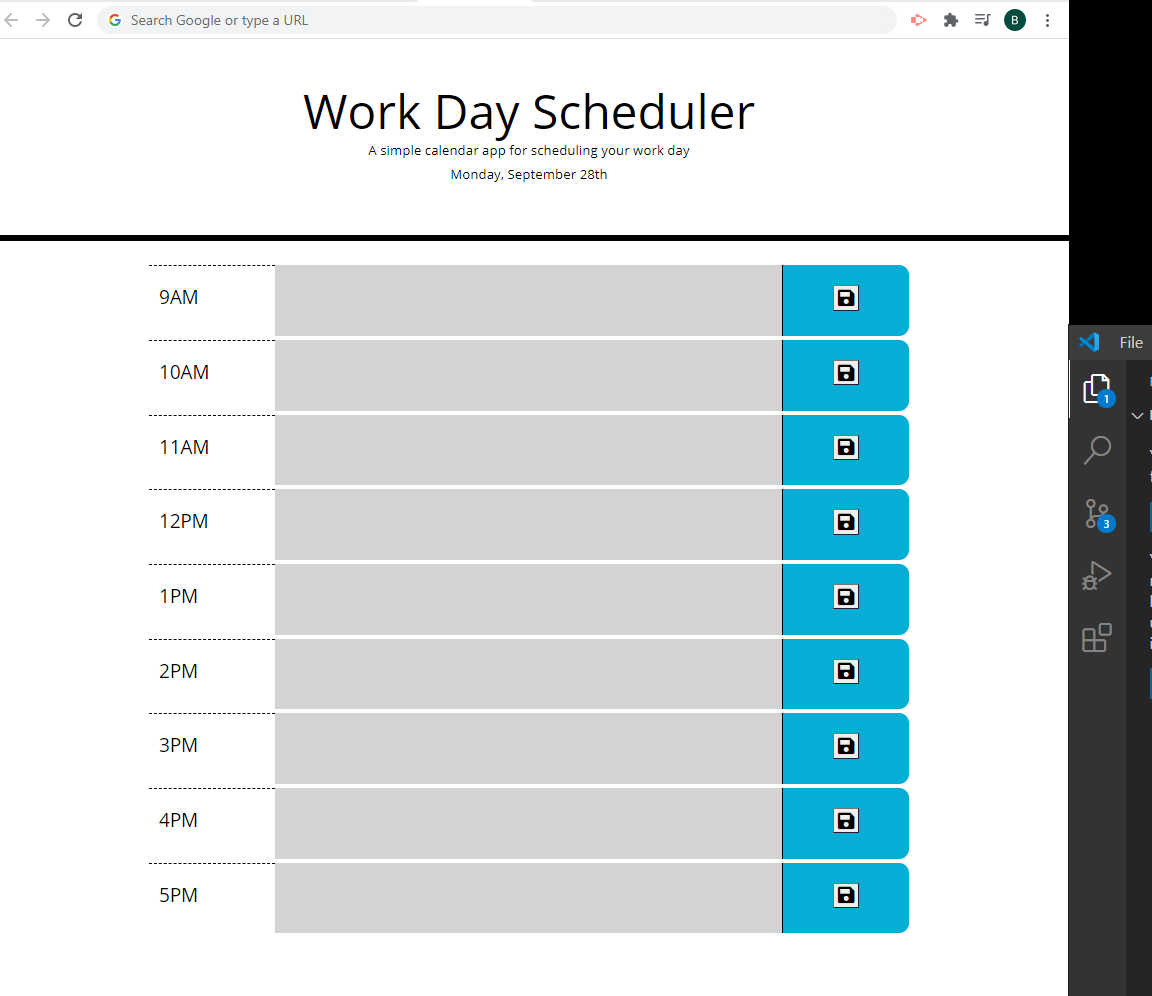 Search Google or type a URL
B
Work Day Scheduler
A simple calendar app for scheduling your work day
Monday, September 28th
9AM
10AM
11AM
12PM
1PM
2PM
3PM
4PM
5PM
File
1
3